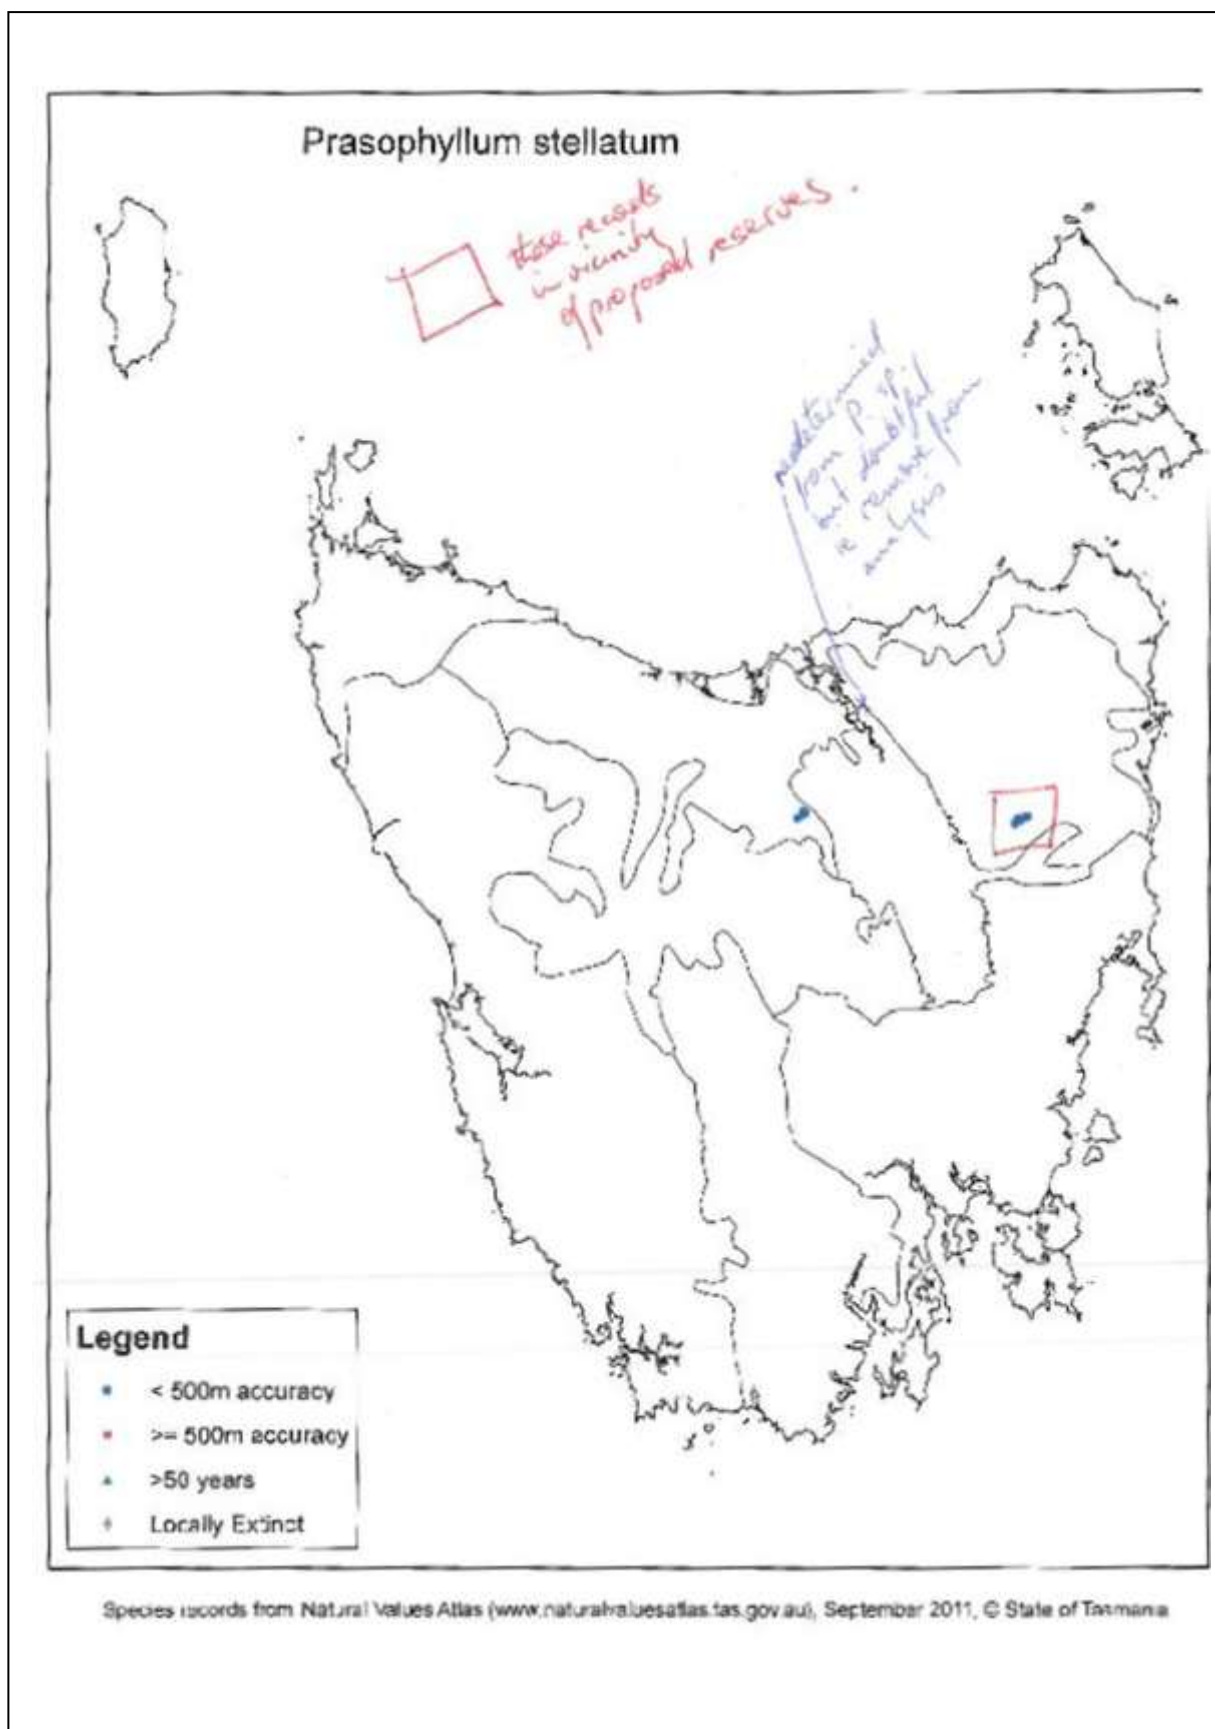 Prasophyllum stellatum
those records
in vicinity
of proposed reserves.
redetermined
from P. sp.
but doubtful
ie remove from
analysis
Legend
< 500m accuracy
>= 500m accuracy
>50 years
Locally Extinct
Species records from Natural Values Atlas (www.naturalvaluesatlas.tas.gov.au), September 2011, © State of Tasmania